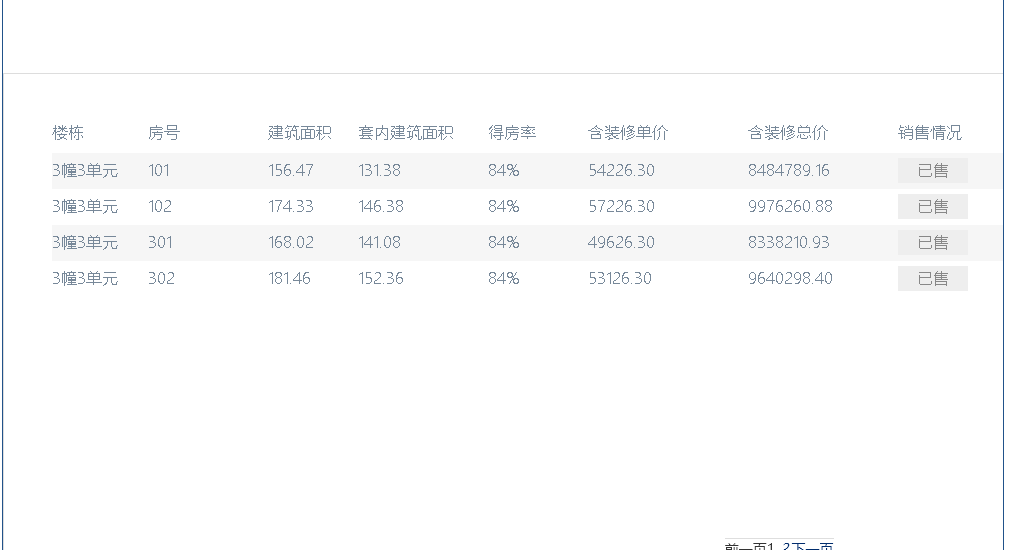 楼栋 房号 建筑面积 套内建筑面积 得房率 含装修单价 含装修总价 销售情况
3幢3单元 101 156.47 131.38 84% 54226.30 8484789.16 已售
3幢3单元 102 174.33 146.38 84% 57226.30 9976260.88 已售
3幢3单元 301 168.02 141.08 84% 49626.30 8338210.93 已售
3幢3单元 302 181.46 152.36 84% 53126.30 9640298.40 已售
前一页1 2下一页